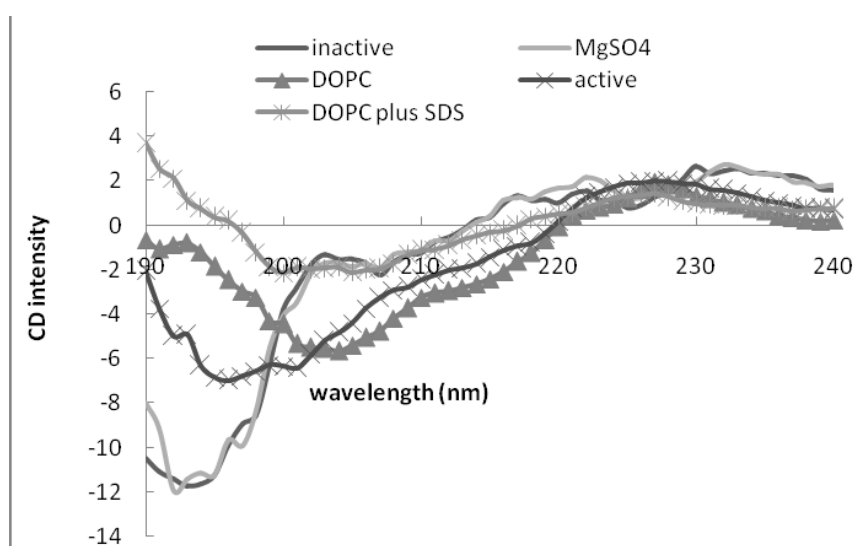 inactive MgSO4
DOPC active
DOPC plus SDS
6
4
2
0
-2
-4
-6
-8
-10
-12
-14
190 200 210 220 230 240
CD intensity
wavelength (nm)